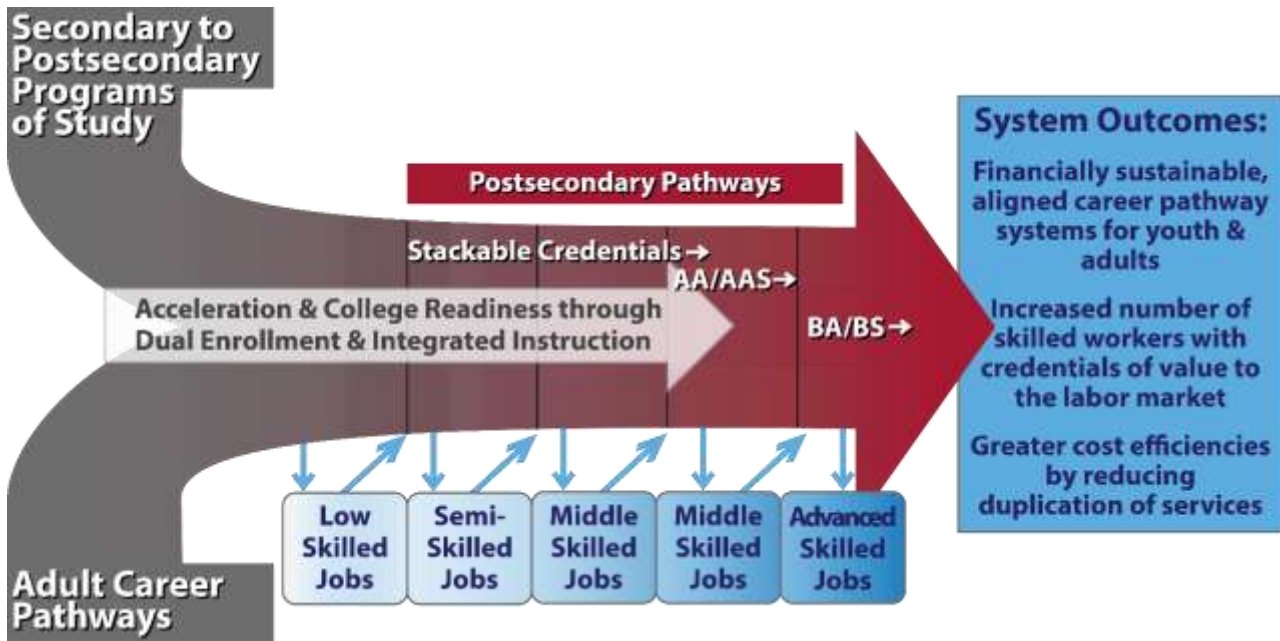 Secondary to
Postsecondary
Programs
of Study
Postsecondary Pathways
Stackable Credentials→
AA/AAS→
BA/BS→
Acceleration & College Readiness through
Dual Enrollment & Integrated Instruction
Low
Skilled
Jobs
Semi-
Skilled
Jobs
Middle
Skilled
Jobs
Middle
Skilled
Jobs
Advanced
Skilled
Jobs
Adult Career
Pathways
System Outcomes:
Financially sustainable,
aligned career pathway
systems for youth &
adults
Increased number of
skilled workers with
credentials of value to
the labor market
Greater cost efficiencies
by reducing
duplication of services